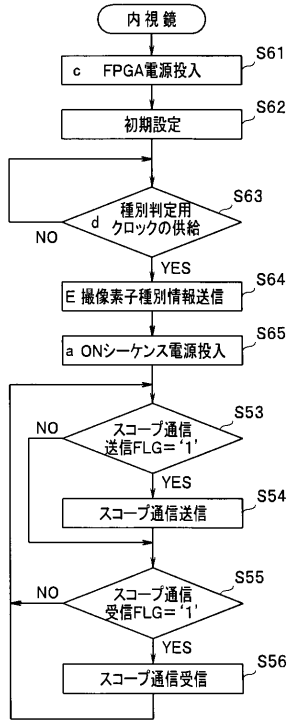 内視鏡
S61
c FPGA電源投入
S62
初期設定
S63
種別判定用
d クロックの供給
NO
YES
S64
E 撮像素子種別情報送信
S65
a ONシーケンス電源投入
S53
NO
スコープ通信
送信FLG=‘1’
YES
S54
スコープ通信送信
S55
NO
スコープ通信
受信FLG=‘1’
YES
S56
スコープ通信受信